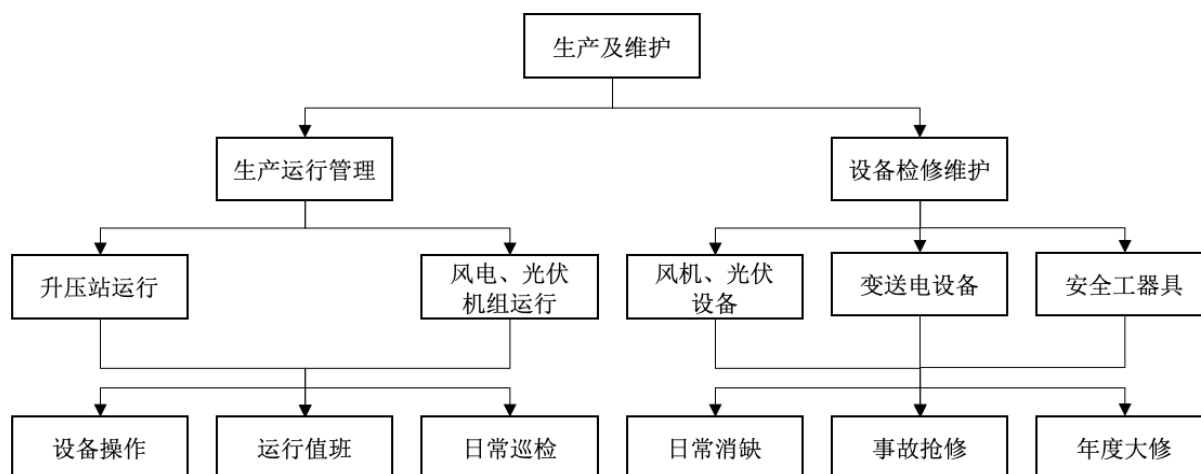 生产及维护
生产运行管理
设备检修维护
升压站运行
风电、光伏
机组运行
风机、光伏
设备
变送电设备
安全工器具
设备操作
运行值班
日常巡检
日常消缺
事故抢修
年度大修